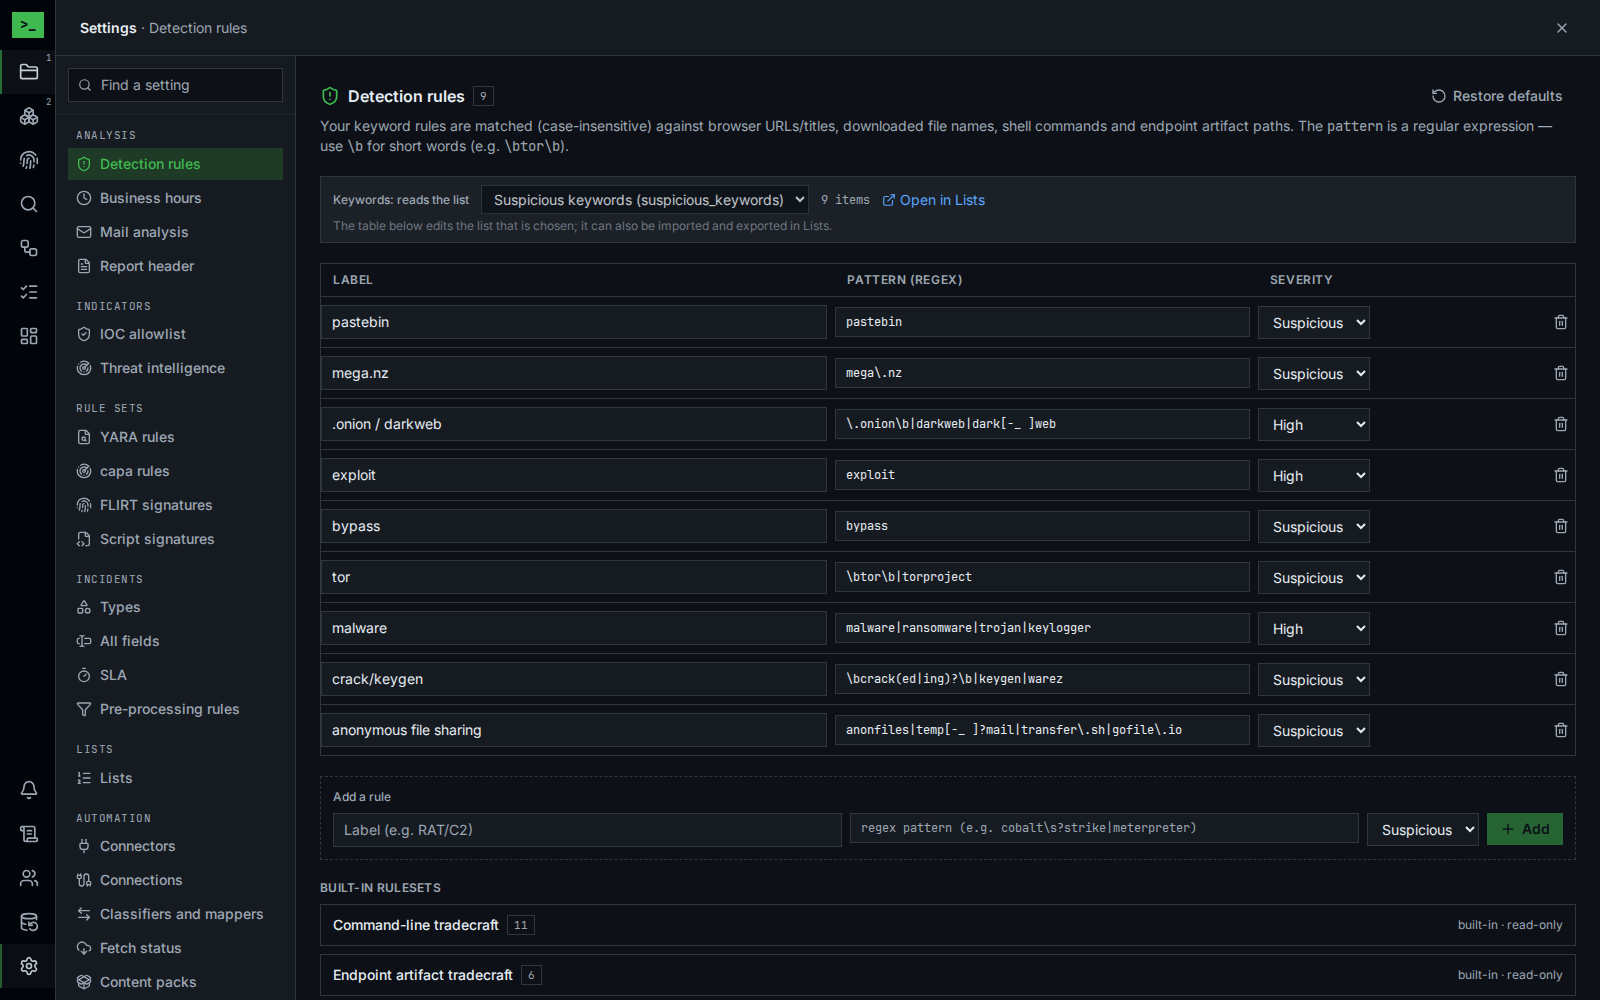 >_
Settings · Detection rules
1
2
Find a setting
ANALYSIS
Detection rules
Business hours
Mail analysis
Report header
INDICATORS
IOC allowlist
Threat intelligence
RULE SETS
YARA rules
capa rules
FLIRT signatures
Script signatures
INCIDENTS
Types
All fields
SLA
Pre-processing rules
LISTS
Lists
AUTOMATION
Connectors
Connections
Classifiers and mappers
Fetch status
Content packs
Detection rules 9
Restore defaults
Your keyword rules are matched (case-insensitive) against browser URLs/titles, downloaded file names, shell commands and endpoint artifact paths. The pattern is a regular expression —
use \b for short words (e.g. \btor\b).
Keywords: reads the list Suspicious keywords (suspicious_keywords) 9 items Open in Lists
The table below edits the list that is chosen; it can also be imported and exported in Lists.
LABEL PATTERN (REGEX) SEVERITY
pastebin pastebin Suspicious
mega.nz mega\.nz Suspicious
.onion / darkweb \.onion\b|darkweb|dark[-_ ]web High
exploit exploit High
bypass bypass Suspicious
tor \btor\b|torproject Suspicious
malware malware|ransomware|trojan|keylogger High
crack/keygen \bcrack(ed|ing)?\b|keygen|warez Suspicious
anonymous file sharing anonfiles|temp[-_ ]?mail|transfer\.sh|gofile\.io Suspicious
Add a rule
Label (e.g. RAT/C2) regex pattern (e.g. cobalt\s?strike|meterpreter) Suspicious + Add
BUILT-IN RULESETS
Command-line tradecraft 11 built-in · read-only
Endpoint artifact tradecraft 6 built-in · read-only